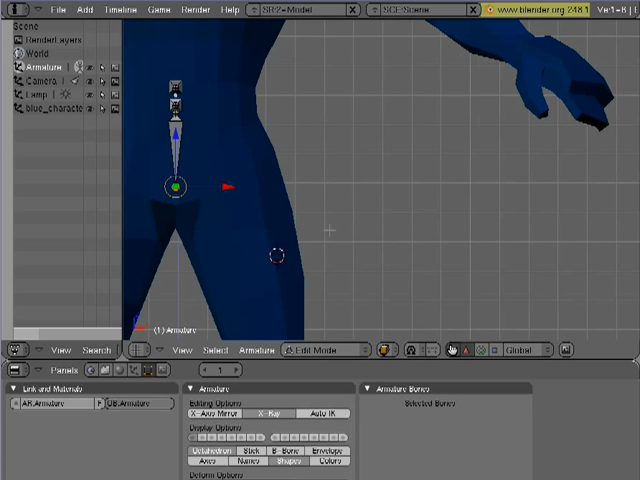 File Add Timeline Game Render Help SR:2-Model SCE:Scene www.blender.org 248.1
Scene
RenderLayers
World
Armature
Camera
Lamp
blue_characte
(1) Armature
View Search View Select Armature Edit Mode Global
Panels 1
Link and Materials Armature Armature Bones
AR:Armature F OB:Armature Editing Options Selected Bones
X-Axis Mirror X-Ray Auto IK
Display Options
Octahedron Stick B-Bone Envelope
Axes Names Shapes Colors
Deform Options